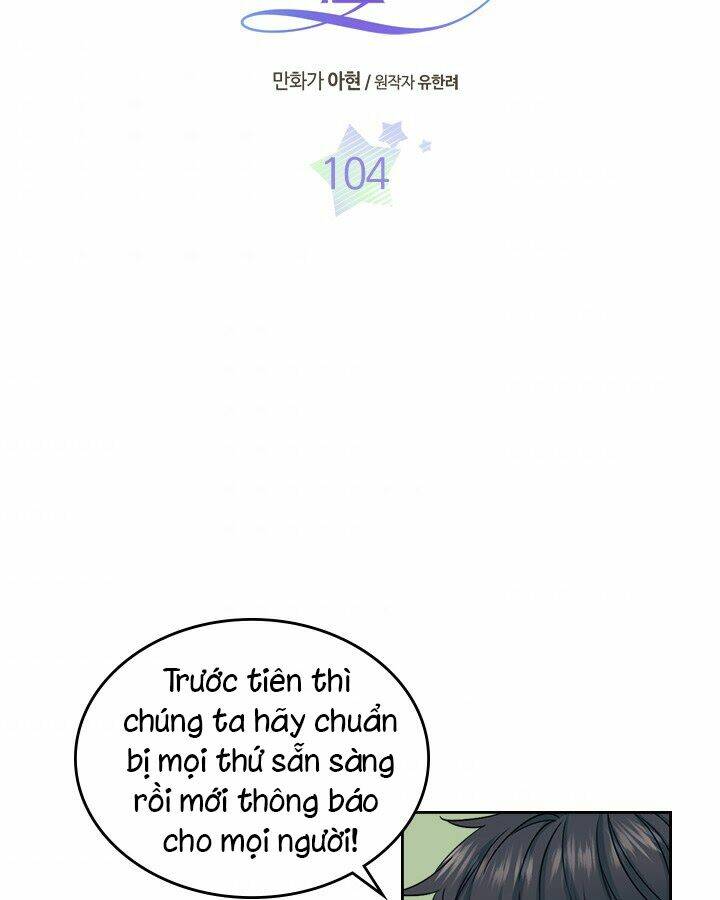 만화가 아현 / 원작자 유한려
104
Trước tiên thì
chúng ta hãy chuẩn
bị mọi thứ sẵn sàng
rồi mới thông báo
cho mọi người!